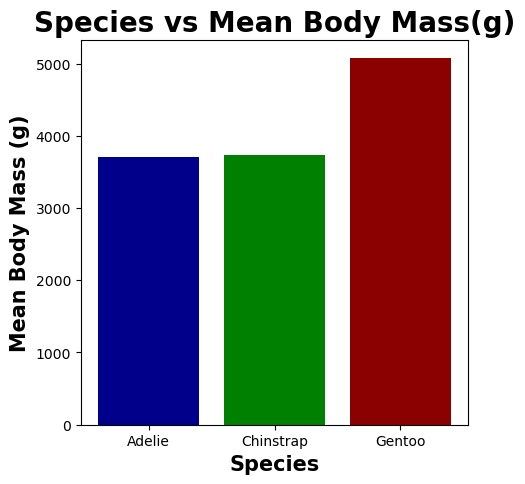 Species vs Mean Body Mass(g)
Mean Body Mass (g)
5000
4000
3000
2000
1000
0
Adelie
Chinstrap
Gentoo
Species